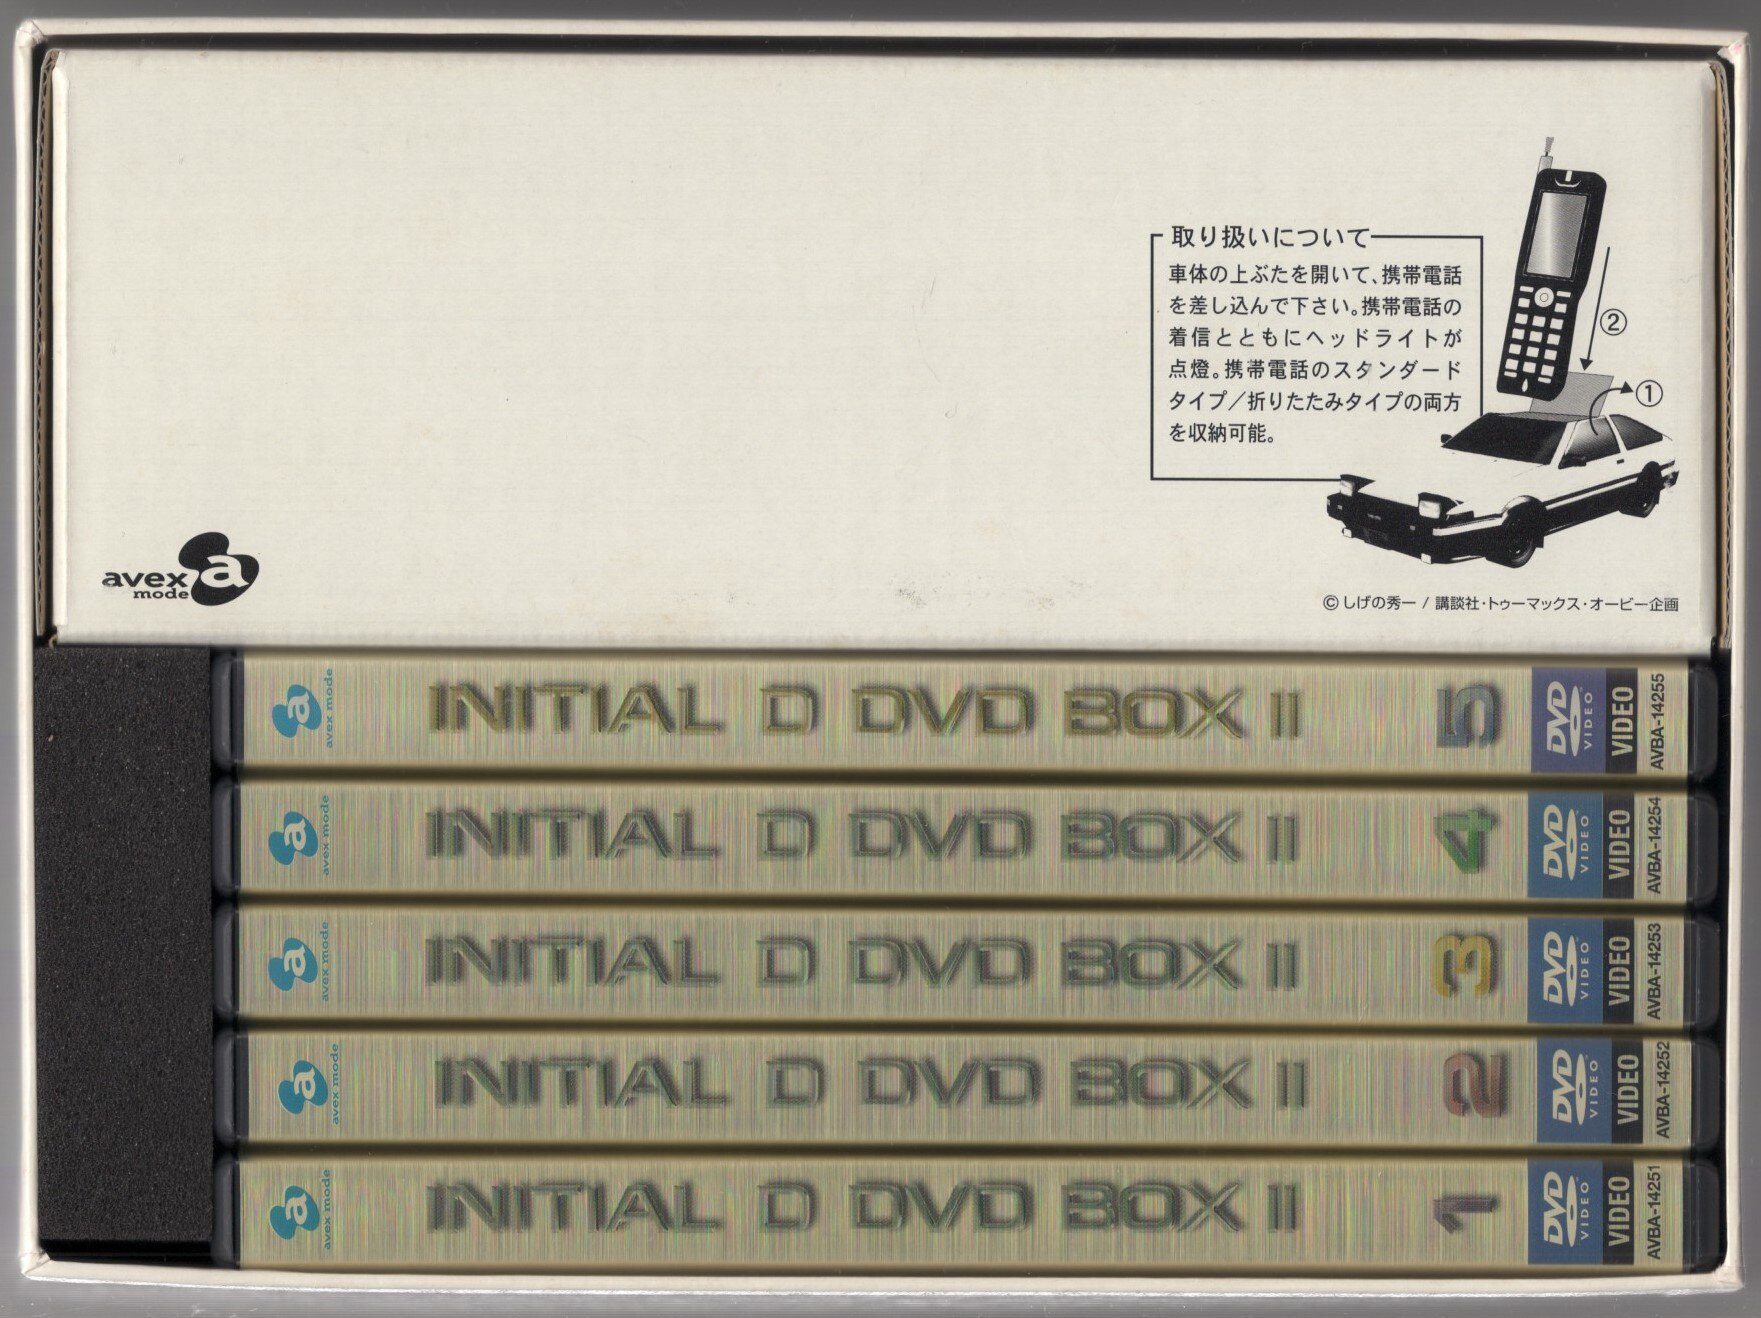 取り扱いについて
車体の上ぶたを開いて、携帯電話
を差し込んで下さい。携帯電話の
着信とともにヘッドライトが
点燈。携帯電話のスタンダード
タイプ／折りたたみタイプの両方
を収納可能。
②
①
avex
mode
a
©しげの秀一 / 講談社・トゥーマックス・オービー企画
a avex mode INITIAL D DVD BOX II 5 DVD VIDEO VIDEO AVBA-14255
a avex mode INITIAL D DVD BOX II 4 DVD VIDEO VIDEO AVBA-14254
a avex mode INITIAL D DVD BOX II 3 DVD VIDEO VIDEO AVBA-14253
a avex mode INITIAL D DVD BOX II 2 DVD VIDEO VIDEO AVBA-14252
a avex mode INITIAL D DVD BOX II 1 DVD VIDEO VIDEO AVBA-14251